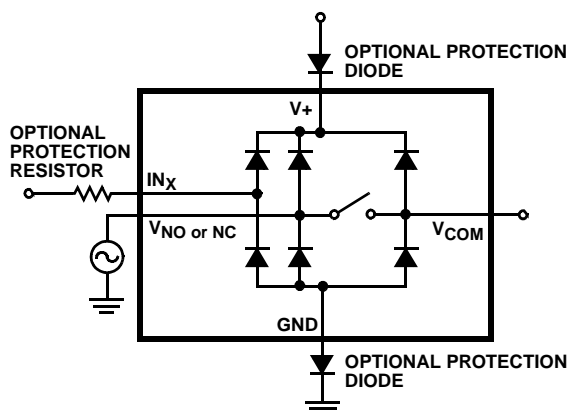 OPTIONAL PROTECTION
DIODE
V+
OPTIONAL
PROTECTION
RESISTOR
INX
VNO or NC
VCOM
GND
OPTIONAL PROTECTION
DIODE